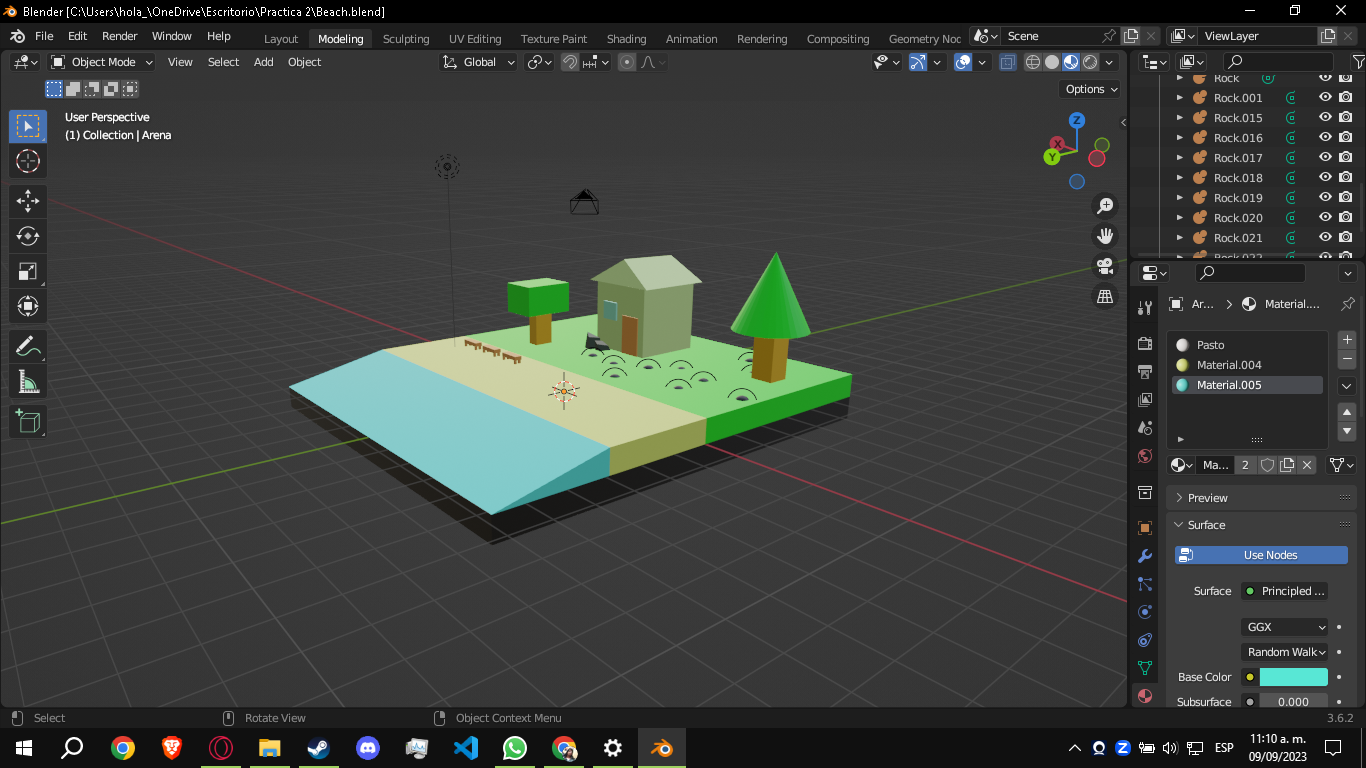 Blender [C:\Users\hola_\OneDrive\Escritorio\Practica 2\Beach.blend]
File Edit Render Window Help Layout Modeling Sculpting UV Editing Texture Paint Shading Animation Rendering Compositing Geometry Noc Scene ViewLayer
Object Mode View Select Add Object Global
Options
User Perspective
(1) Collection | Arena
Z
X
Y
Rock
Rock.001
Rock.015
Rock.016
Rock.017
Rock.018
Rock.019
Rock.020
Rock.021
Rock.022
Ar... Material....
Pasto
Material.004
Material.005
Ma... 2
Preview
Surface
Use Nodes
Surface Principled ...
GGX
Random Walk
Base Color
Subsurface 0.000
Select Rotate View Object Context Menu 3.6.2
ESP 11:10 a. m.
09/09/2023